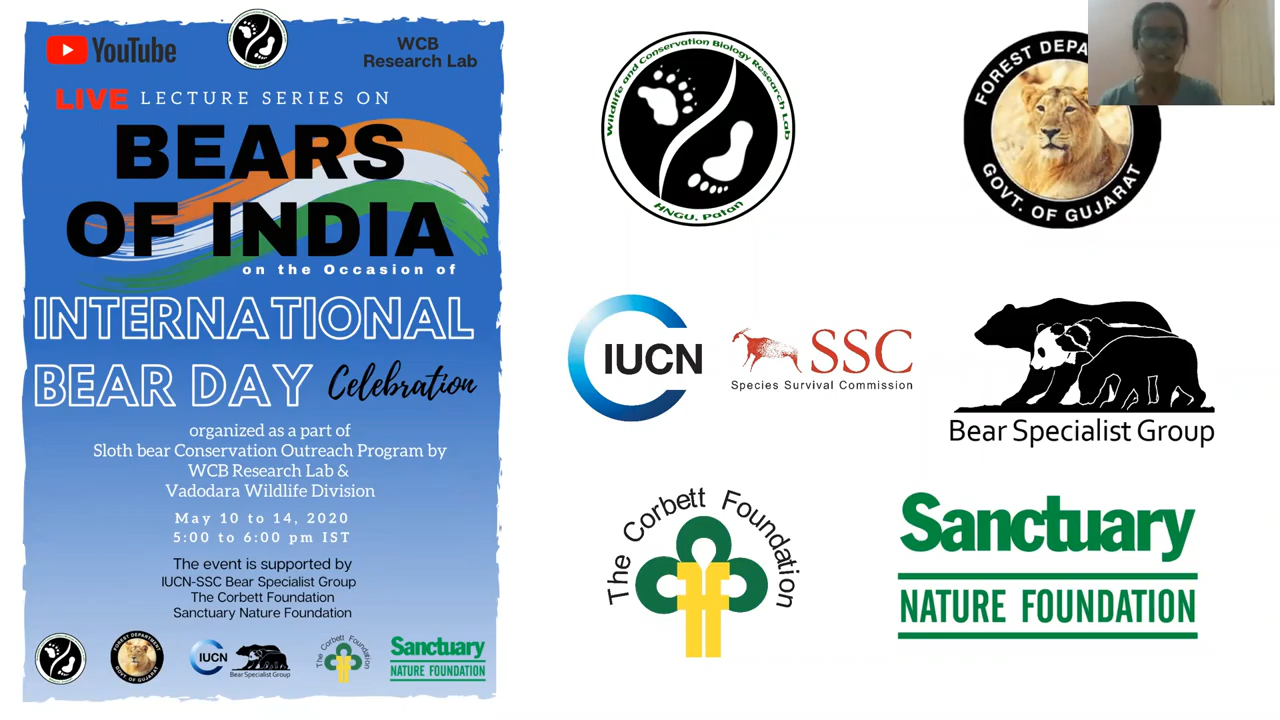 YouTube
WCB
Research Lab
LIVE LECTURE SERIES ON
BEARS
OF INDIA
on the Occasion of
INTERNATIONAL
BEAR DAY Celebration
organized as a part of
Sloth bear Conservation Outreach Program by
WCB Research Lab &
Vadodara Wildlife Division
May 10 to 14, 2020
5:00 to 6:00 pm IST
The event is supported by
IUCN-SSC Bear Specialist Group
The Corbett Foundation
Sanctuary Nature Foundation
FOREST DEPARTMENT
GOVT. OF GUJARAT
IUCN
Bear Specialist Group
The Corbett Foundation
Sanctuary
NATURE FOUNDATION
Wildlife and Conservation Biology Research Lab
HNGU, Patan
FOREST DEPA
GOVT. OF GUJARAT
IUCN
SSC
Species Survival Commission
Bear Specialist Group
The Corbett Foundation
Sanctuary
NATURE FOUNDATION